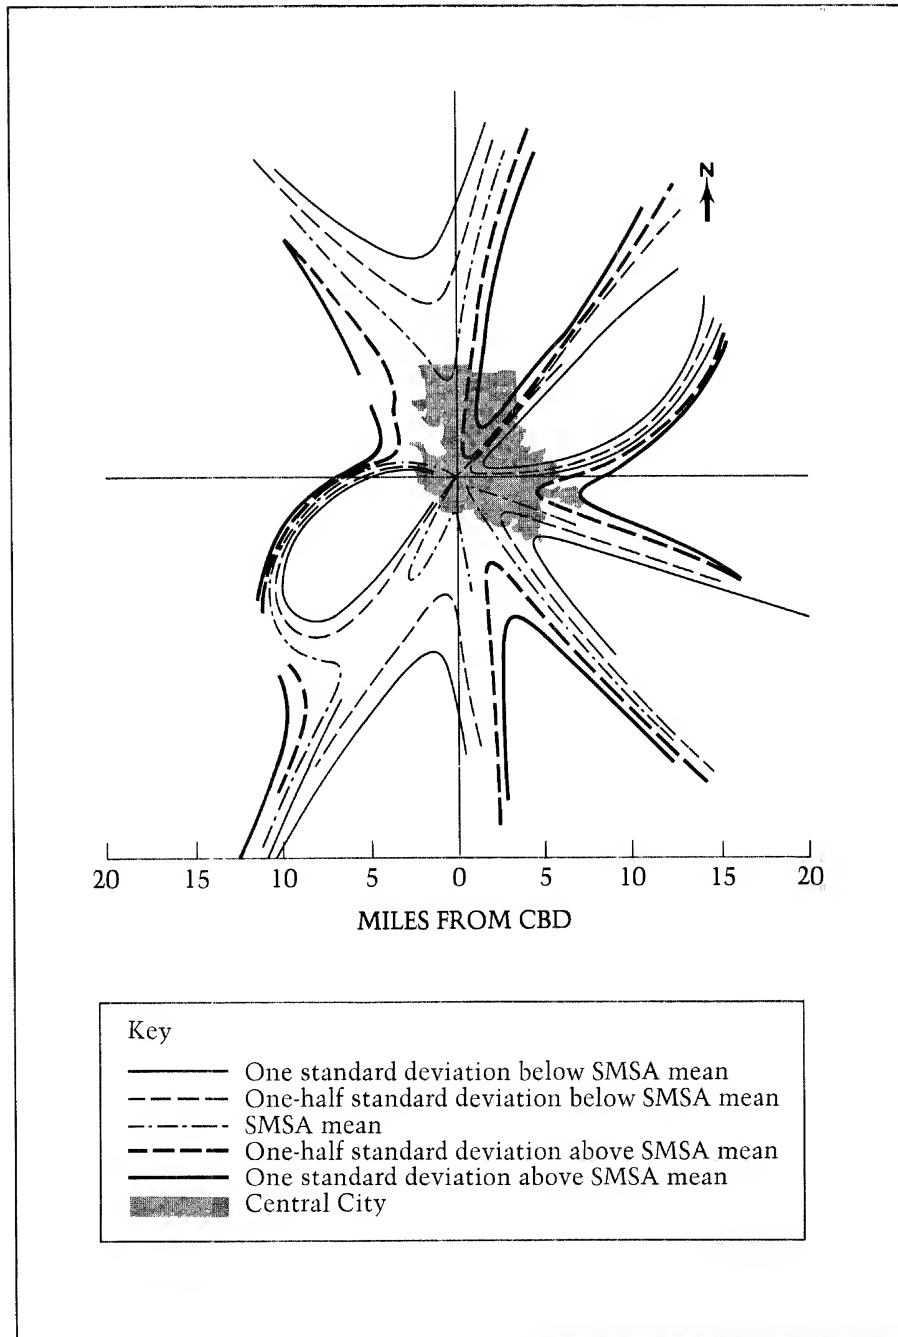 N
20 15 10 5 0 5 10 15 20
MILES FROM CBD
Key
One standard deviation below SMSA mean
One-half standard deviation below SMSA mean
SMSA mean
One-half standard deviation above SMSA mean
One standard deviation above SMSA mean
Central City